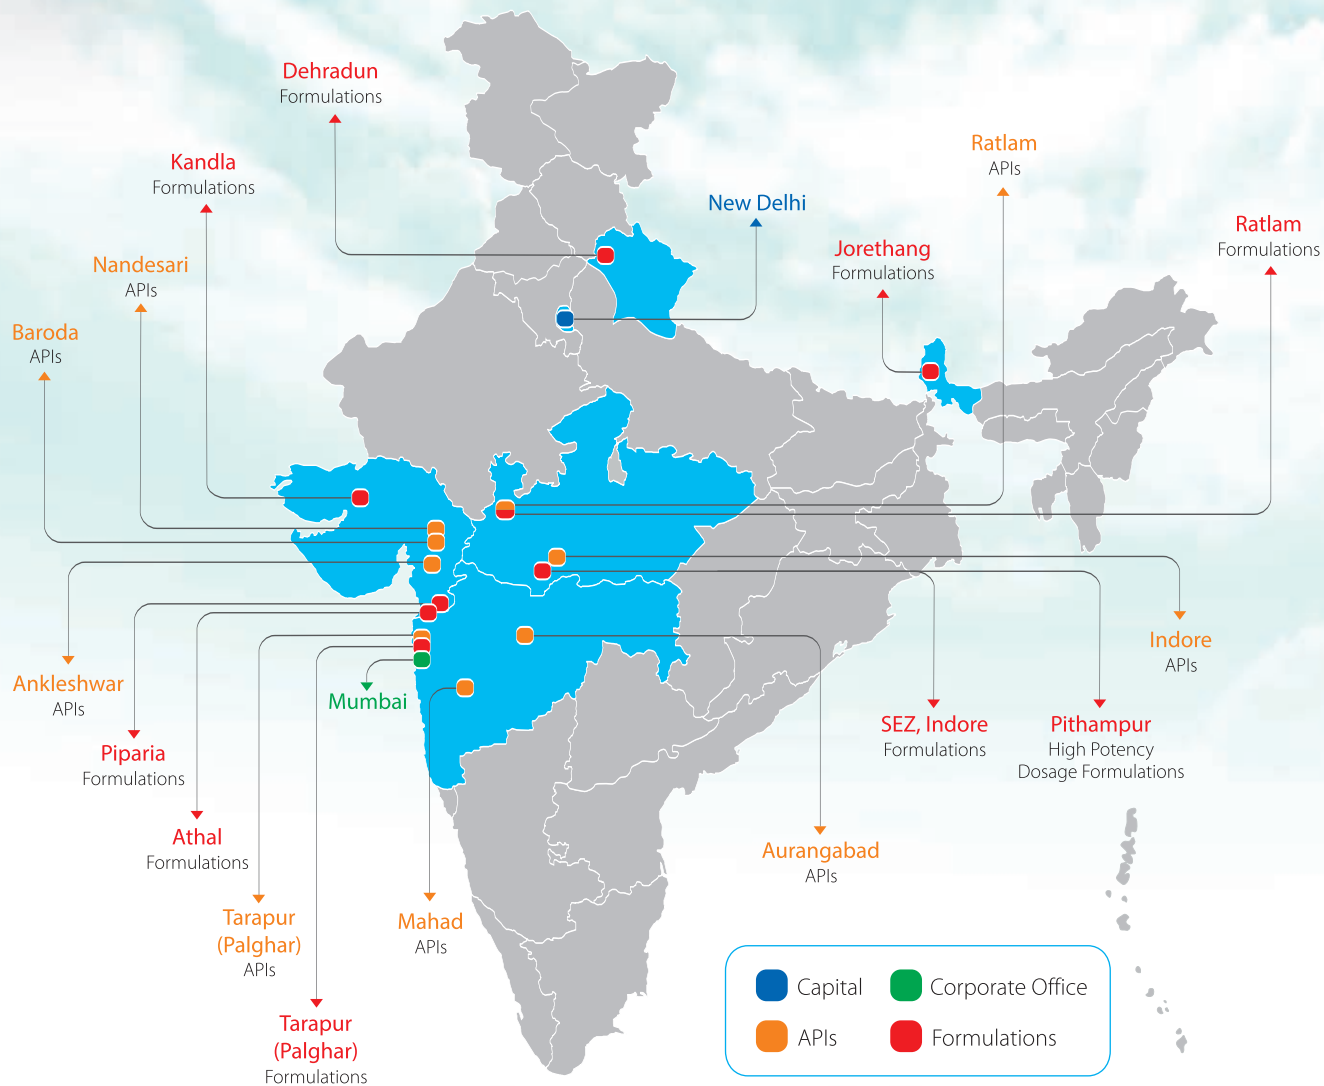 Dehradun
Formulations
Kandla
Formulations
Nandesari
APIs
Baroda
APIs
New Delhi
Ratlam
APIs
Jorethang
Formulations
Ratlam
Formulations
Ankleshwar
APIs
Mumbai
Piparia
Formulations
Athal
Formulations
Tarapur
(Palghar)
APIs
Tarapur
(Palghar)
Formulations
Mahad
APIs
Aurangabad
APIs
SEZ, Indore
Formulations
Pithampur
High Potency
Dosage Formulations
Indore
APIs
Capital
Corporate Office
APIs
Formulations